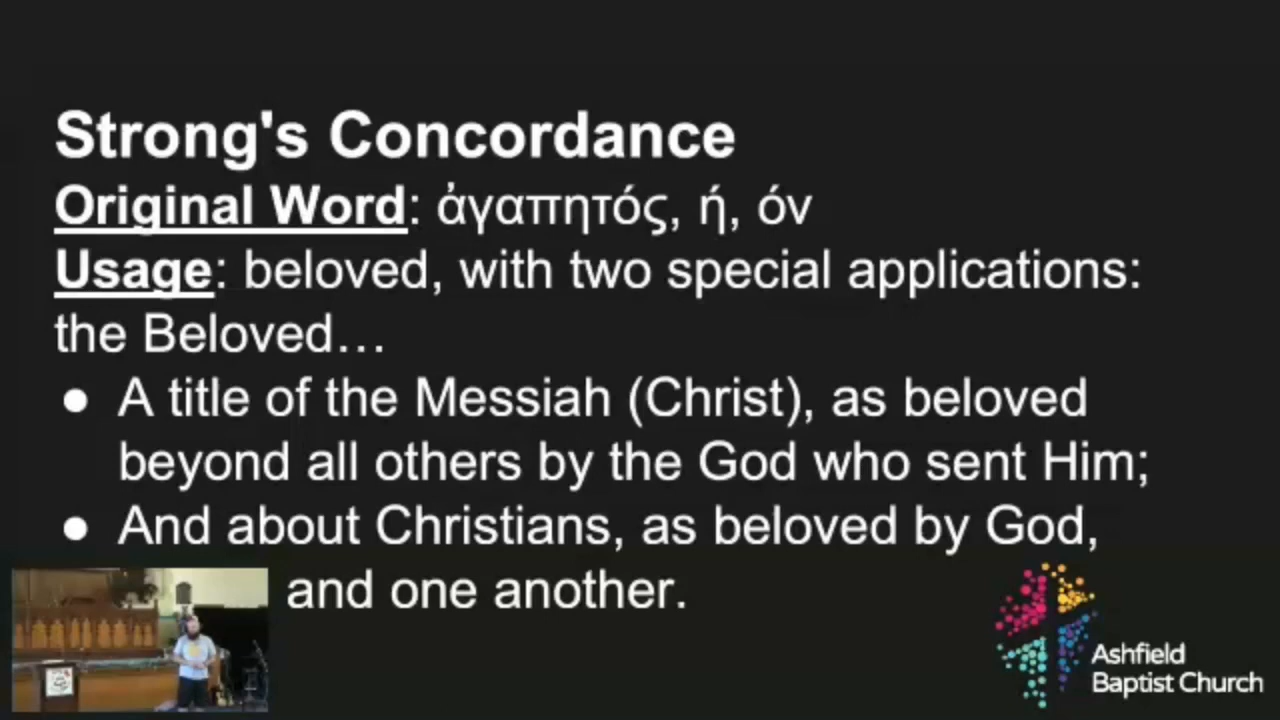 Strong's Concordance
Original Word: ἀγαπητός, ή, όν
Usage: beloved, with two special applications:
the Beloved…
● A title of the Messiah (Christ), as beloved
beyond all others by the God who sent Him;
● And about Christians, as beloved by God,
and one another.
Ashfield
Baptist Church